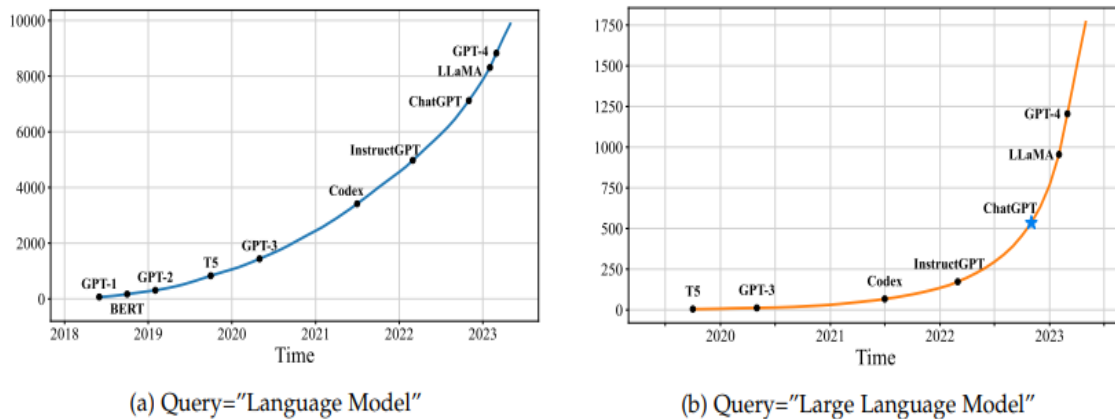 10000
8000
6000
4000
2000
0
GPT-4
LLaMA
ChatGPT
InstructGPT
Codex
GPT-3
T5
GPT-2
GPT-1
BERT
2018 2019 2020 2021 2022 2023
Time
(a) Query=”Language Model”
1750
1500
1250
1000
750
500
250
0
GPT-4
LLaMA
ChatGPT
InstructGPT
Codex
GPT-3
T5
2020 2021 2022 2023
Time
(b) Query=”Large Language Model”